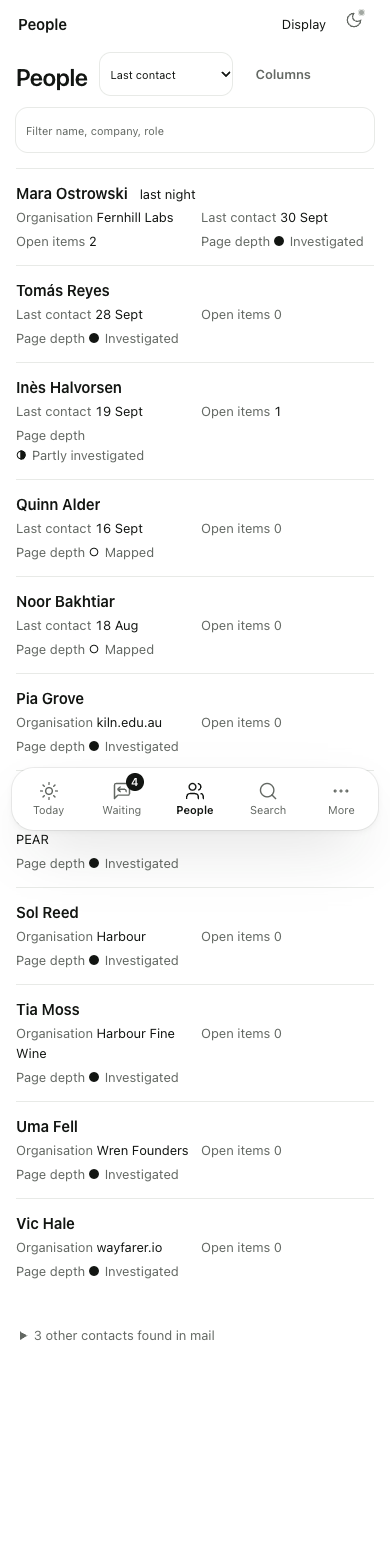 People
Display
People
Last contact
Columns
Filter name, company, role
Mara Ostrowski last night
Organisation Fernhill Labs Last contact 30 Sept
Open items 2 Page depth Investigated
Tomás Reyes
Last contact 28 Sept Open items 0
Page depth Investigated
Inès Halvorsen
Last contact 19 Sept Open items 1
Page depth
Partly investigated
Quinn Alder
Last contact 16 Sept Open items 0
Page depth Mapped
Noor Bakhtiar
Last contact 18 Aug Open items 0
Page depth Mapped
Pia Grove
Organisation kiln.edu.au Open items 0
Page depth Investigated
4
Today Waiting People Search More
PEAR
Page depth Investigated
Sol Reed
Organisation Harbour Open items 0
Page depth Investigated
Tia Moss
Organisation Harbour Fine Open items 0
Wine
Page depth Investigated
Uma Fell
Organisation Wren Founders Open items 0
Page depth Investigated
Vic Hale
Organisation wayfarer.io Open items 0
Page depth Investigated
3 other contacts found in mail